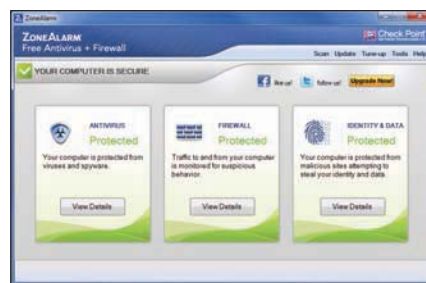 ZoneAlarm
ZONEALARM
Free Antivirus + Firewall
Check Point
Scan Update Tune-up Tools Help
YOUR COMPUTER IS SECURE
like us! follow us! Upgrade Now!
ANTIVIRUS
Protected
Your computer is protected from
viruses and spyware.
View Details
FIREWALL
Protected
Traffic to and from your computer
is monitored for suspicious
behavior.
View Details
IDENTITY & DATA
Protected
Your computer is protected from
malicious sites attempting to
steal your identity and data.
View Details